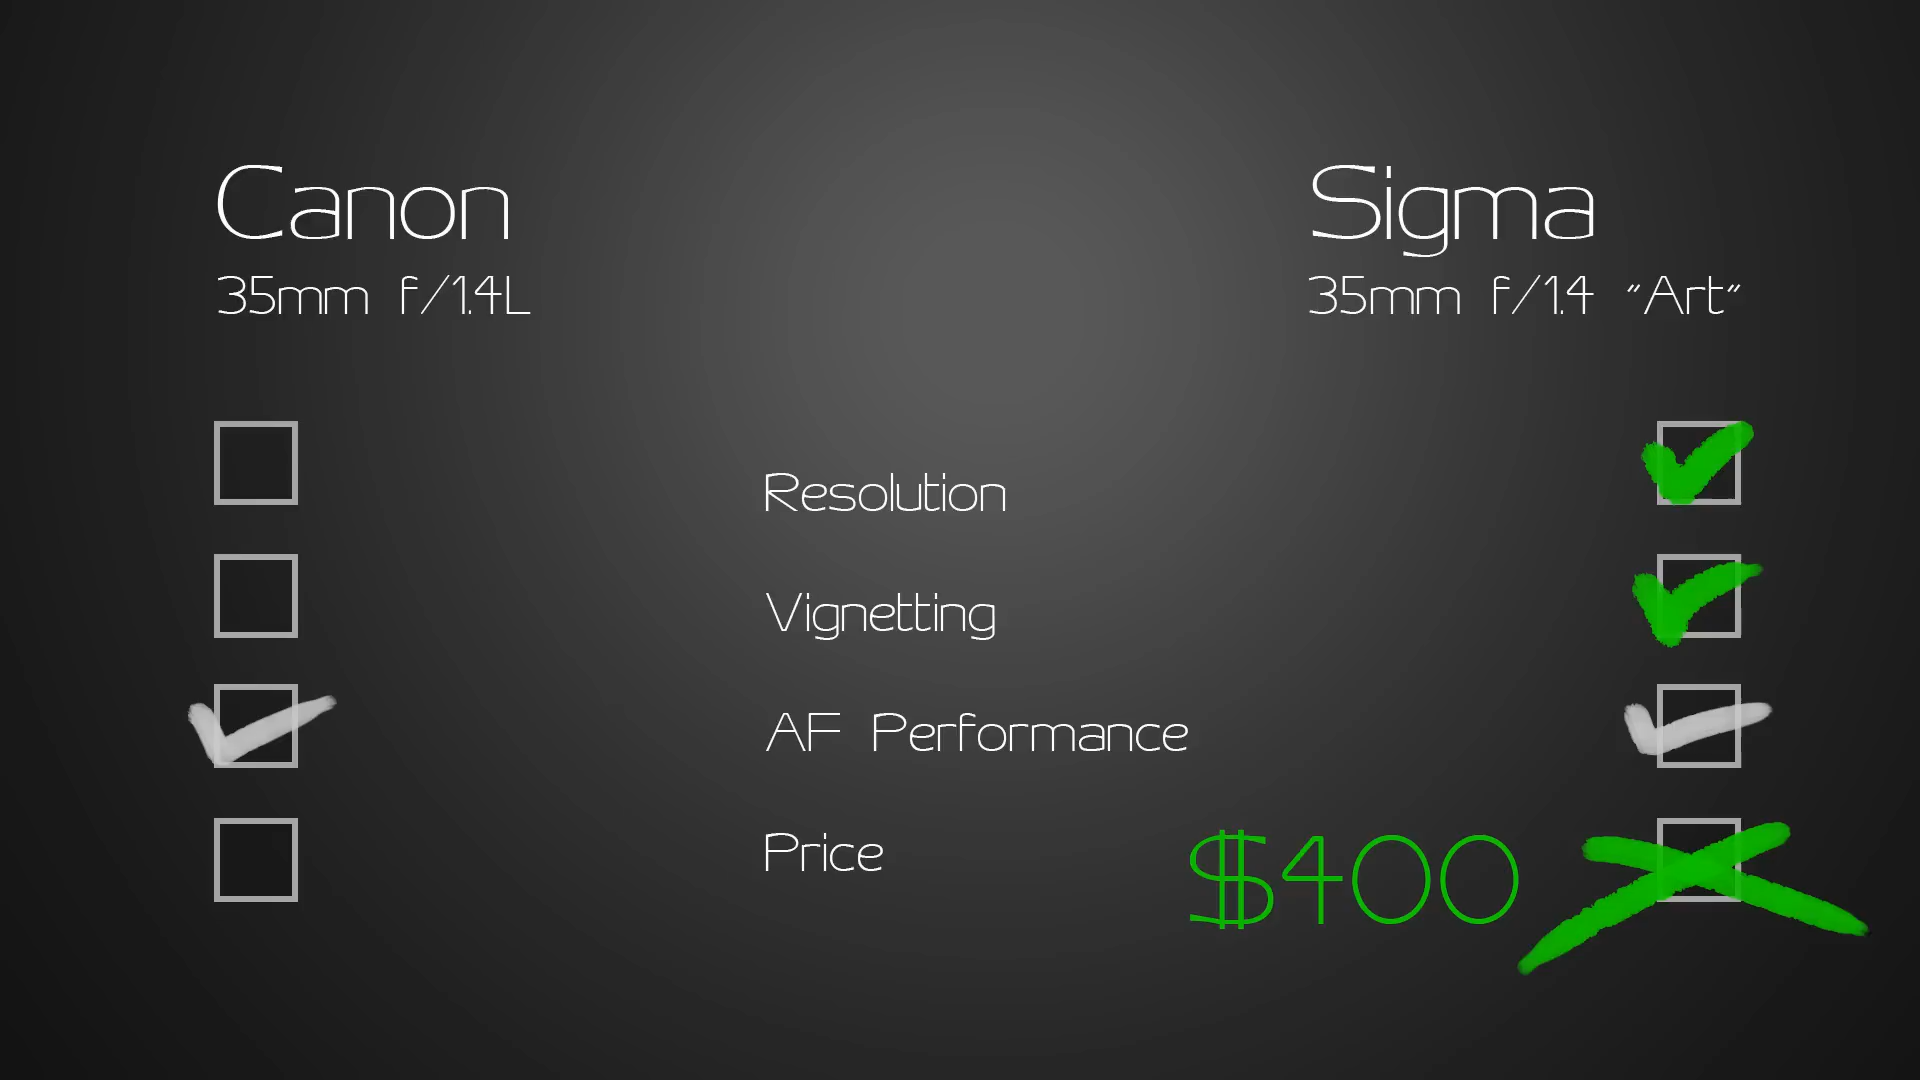 Canon
35mm f/1.4L
Sigma
35mm f/1.4 "Art"
Resolution
Vignetting
AF Performance
Price
$400